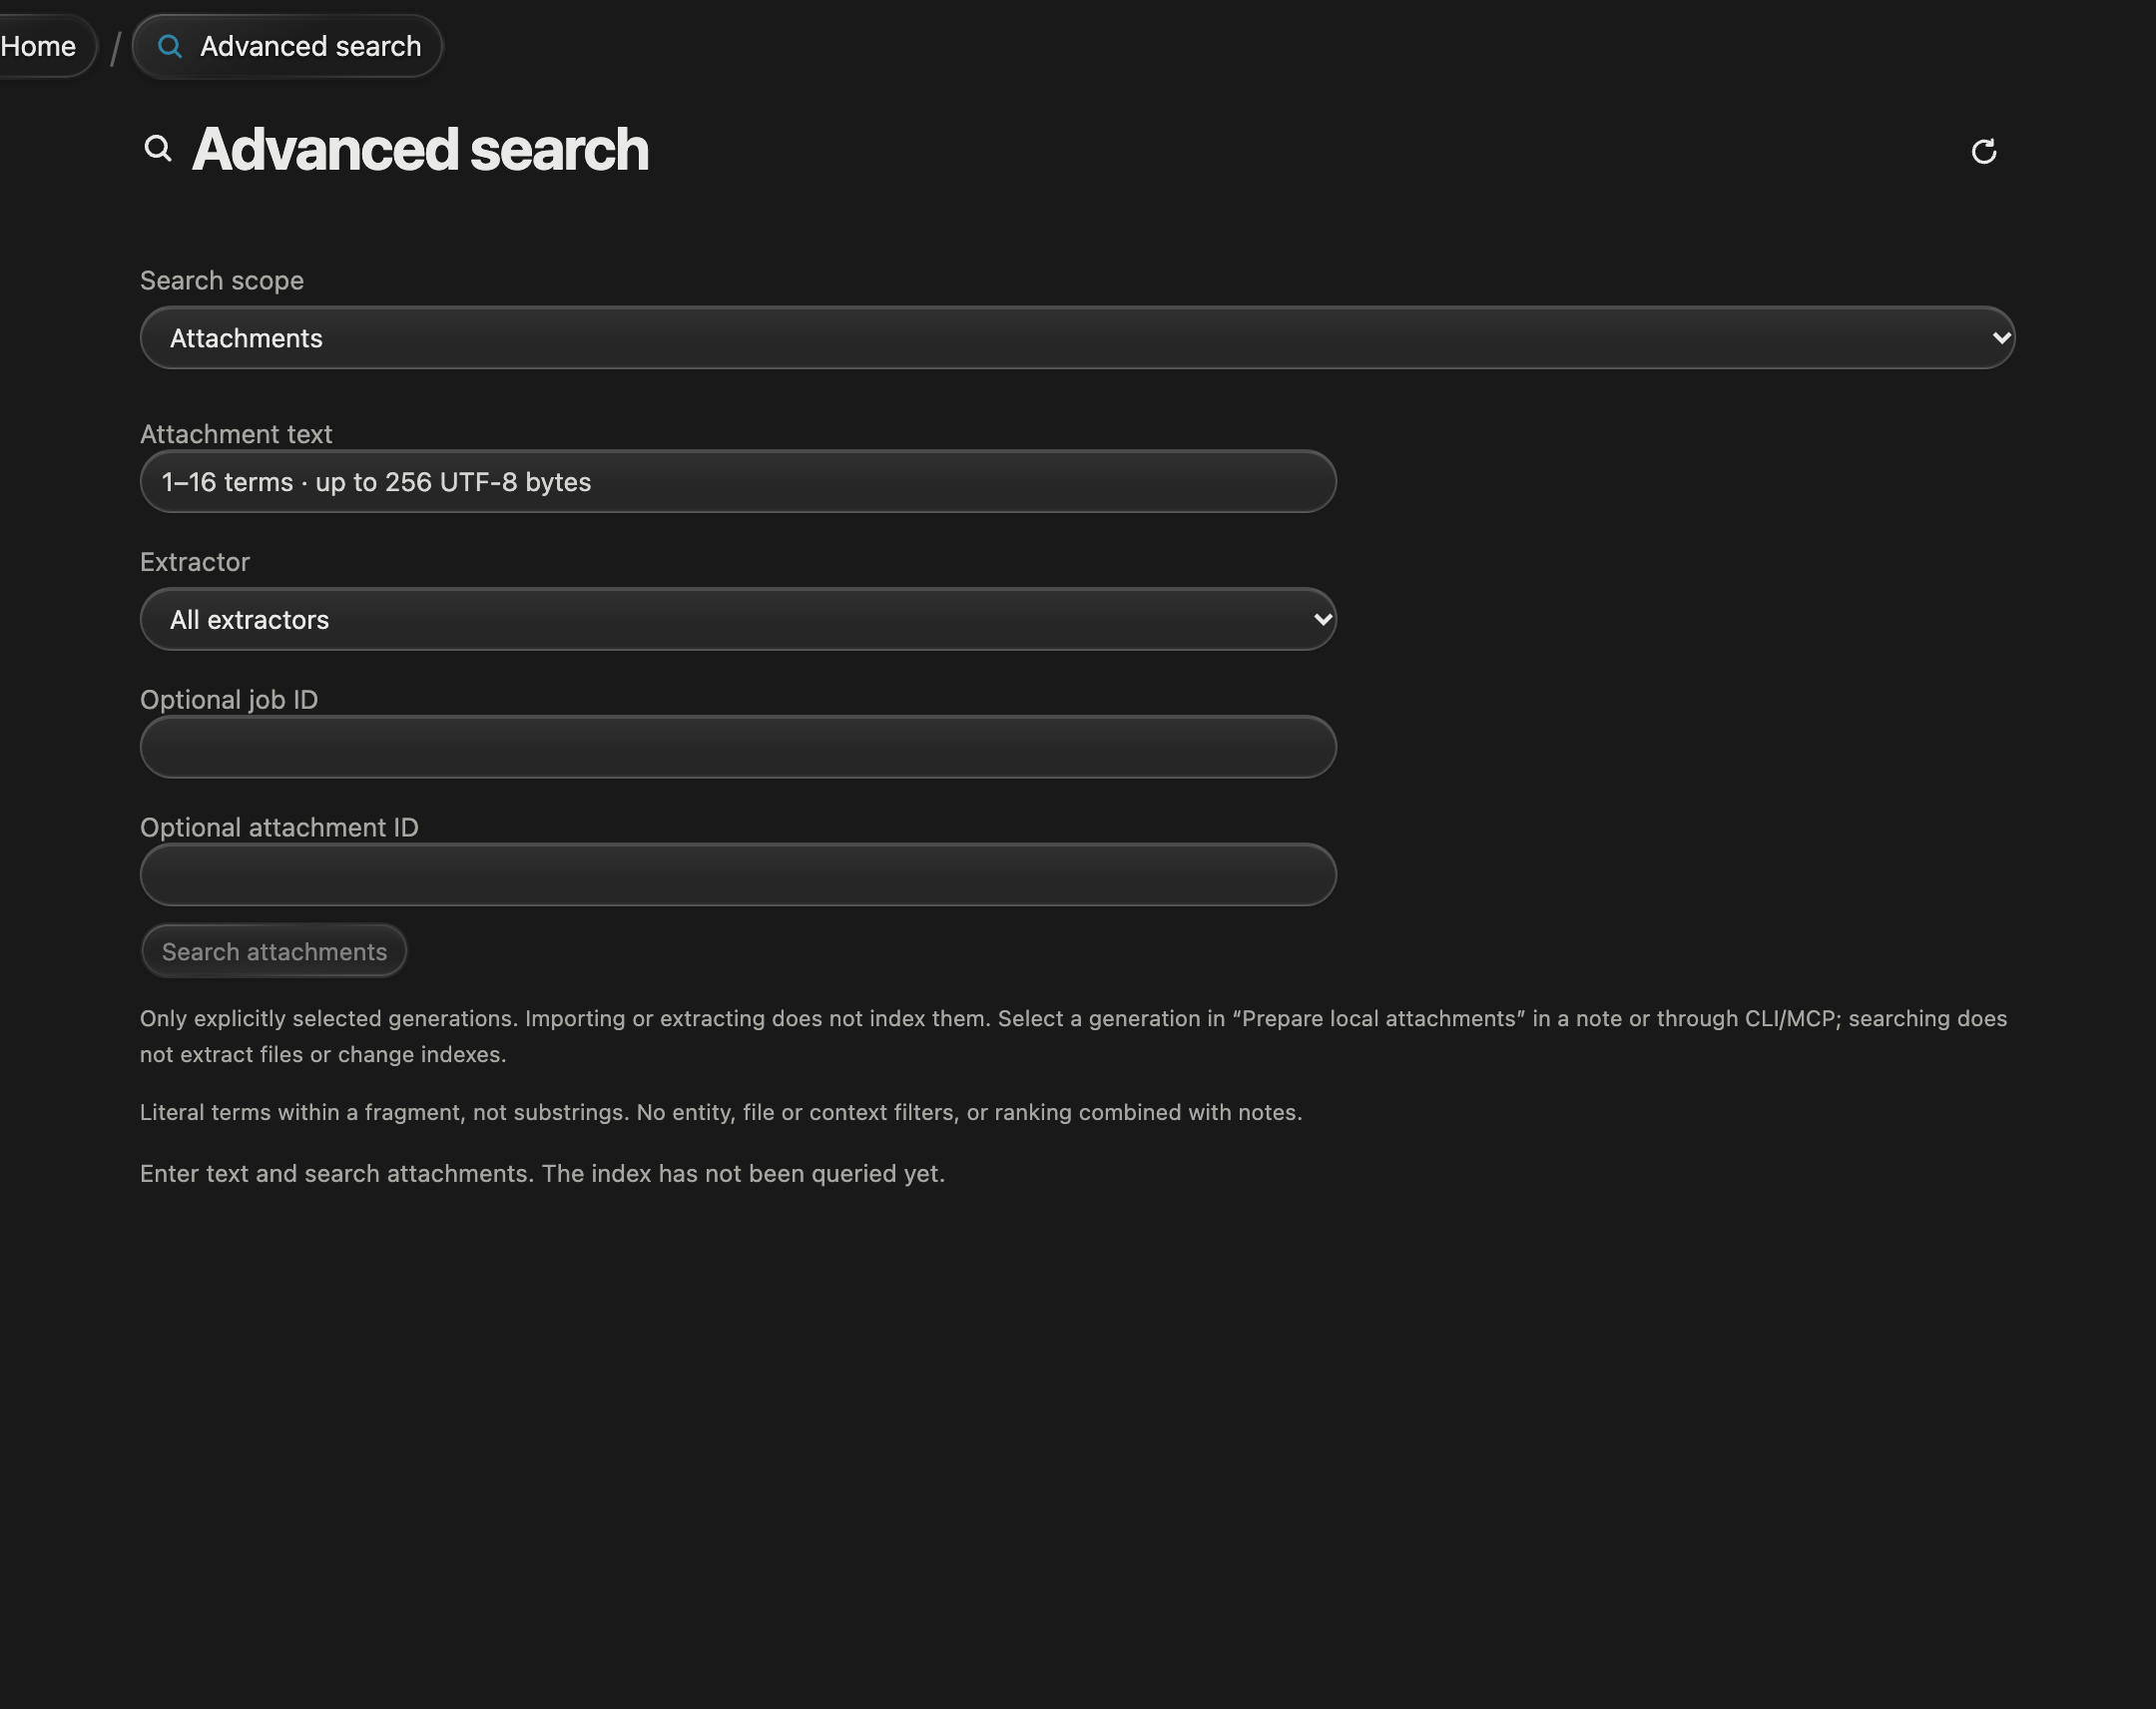 Home / Advanced search
Advanced search
Search scope
Attachments
Attachment text
1–16 terms · up to 256 UTF-8 bytes
Extractor
All extractors
Optional job ID
Optional attachment ID
Search attachments
Only explicitly selected generations. Importing or extracting does not index them. Select a generation in “Prepare local attachments” in a note or through CLI/MCP; searching does
not extract files or change indexes.
Literal terms within a fragment, not substrings. No entity, file or context filters, or ranking combined with notes.
Enter text and search attachments. The index has not been queried yet.